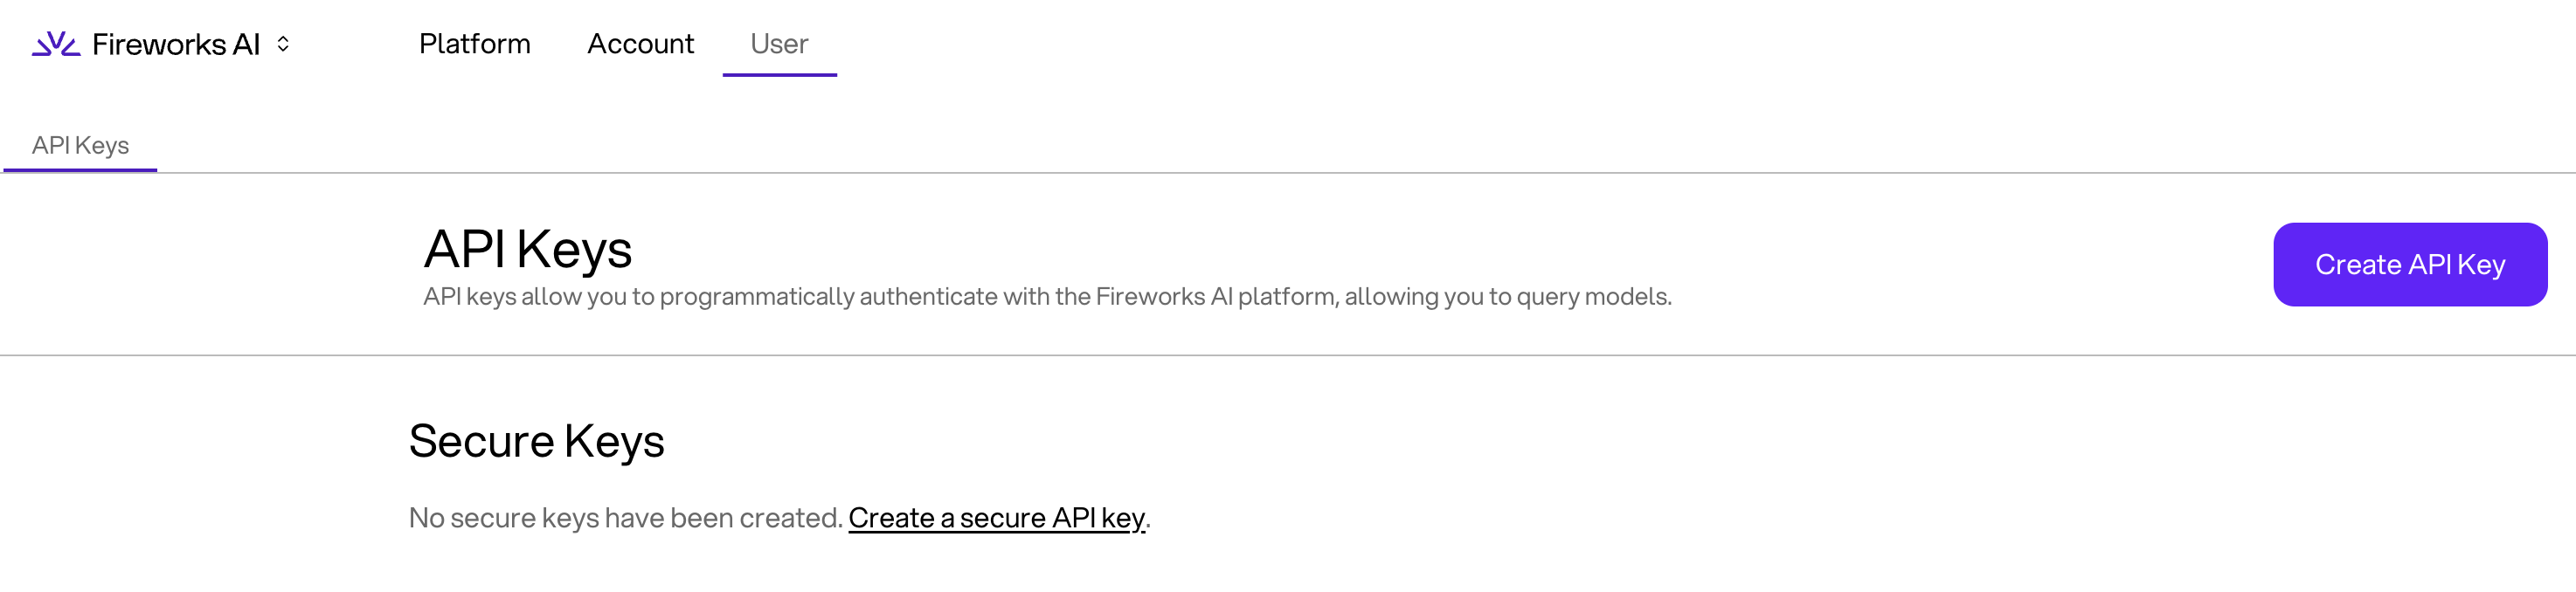 Fireworks AI
Platform Account User
API Keys
API Keys
API keys allow you to programmatically authenticate with the Fireworks AI platform, allowing you to query models.
Create API Key
Secure Keys
No secure keys have been created. Create a secure API key.